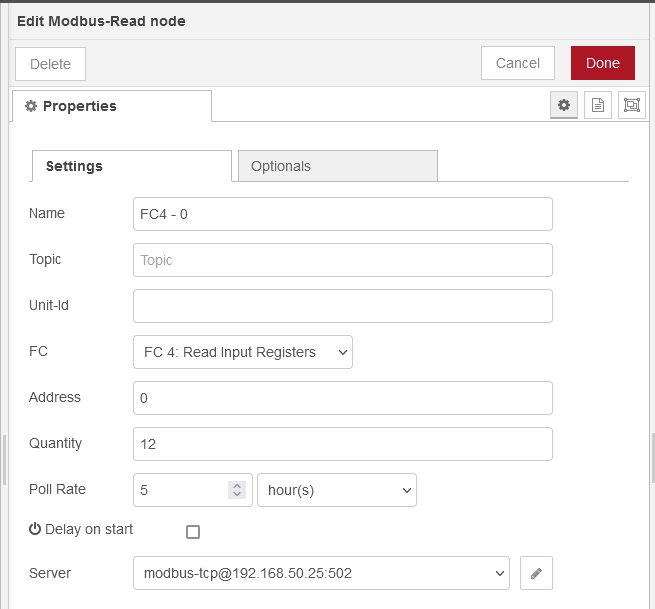 Edit Modbus-Read node
Delete
Cancel
Done
Properties
Settings
Optionals
Name
FC4 - 0
Topic
Topic
Unit-Id
FC
FC 4: Read Input Registers
Address
0
Quantity
12
Poll Rate
5
hour(s)
Delay on start
Server
modbus-tcp@192.168.50.25:502